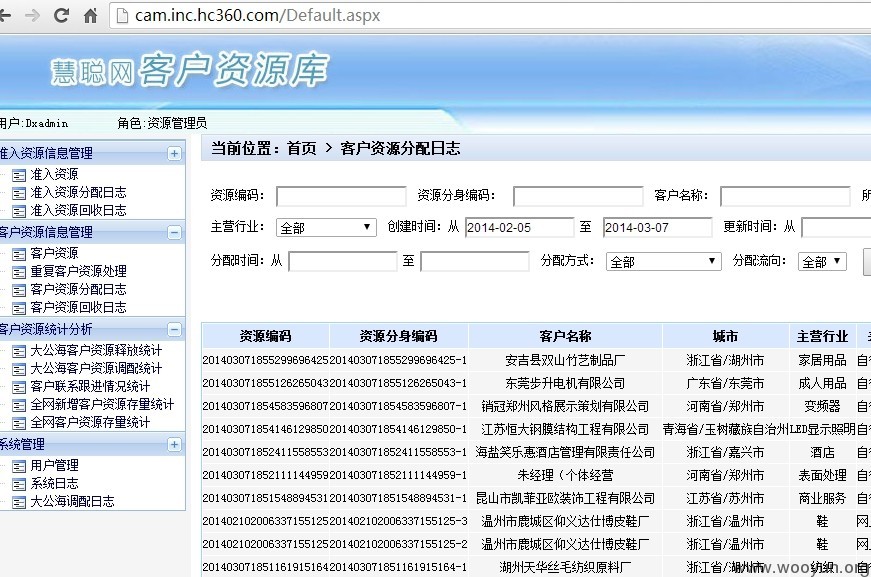 cam.inc.hc360.com/Default.aspx
慧聪网客户资源库
用户:Dxadmin 角色:资源管理员
准入资源信息管理
准入资源
准入资源分配日志
准入资源回收日志
客户资源信息管理
客户资源
重复客户资源处理
客户资源分配日志
客户资源回收日志
客户资源统计分析
大公海客户资源释放统计
大公海客户资源调配统计
客户联系跟进情况统计
全网新增客户资源存量统计
全网客户资源存量统计
系统管理
用户管理
系统日志
大公海调配日志
当前位置：首页 > 客户资源分配日志
资源编码： 资源分身编码： 客户名称： 所
主营行业： 全部 创建时间：从 2014-02-05 至 2014-03-07 更新时间：从
分配时间：从 至 分配方式： 全部 分配流向： 全部
资源编码 资源分身编码 客户名称 城市 主营行业
201403071855299696425 201403071855299696425-1 安吉县双山竹艺制品厂 浙江省/湖州市 家居用品 自
20140307185512626504 3 20140307185126265043-1 东莞步升电机有限公司 广东省/东莞市 成人用品 自
20140307184583596807 20140307184583596807-1 销冠郑州风格展示策划有限公司 河南省/郑州市 变频器 自
20140307185414612985 0 20140307185414612985 0-1 江苏恒大钢膜结构工程有限公司 青海省/玉树藏族自治州 LED显示照明 自
20140307185241155855 3 20140307185241155855 3-1 海盐笑乐惠酒店管理有限责任公司 浙江省/嘉兴市 酒店 自
20140307185211144959 20140307185211144959-1 朱经理（个体经营 河南省/郑州市 表面处理 自
20140307185154889453 1 20140307185154889453 1-1 昆山市凯菲亚欧装饰工程有限公司 江苏省/苏州市 商业服务 自
201402102006337155125 201402102006337155125-3 温州市鹿城区仰义达仕博皮鞋厂 浙江省/温州市 鞋 网
201402102006337155125 201402102006337155125-2 温州市鹿城区仰义达仕博皮鞋厂 浙江省/温州市 鞋 网
20140307185116191516 4 20140307185116191516 4-1 湖州天华丝毛纺织原料厂 浙江省/湖州市 纺织 自
www.wooyun.org